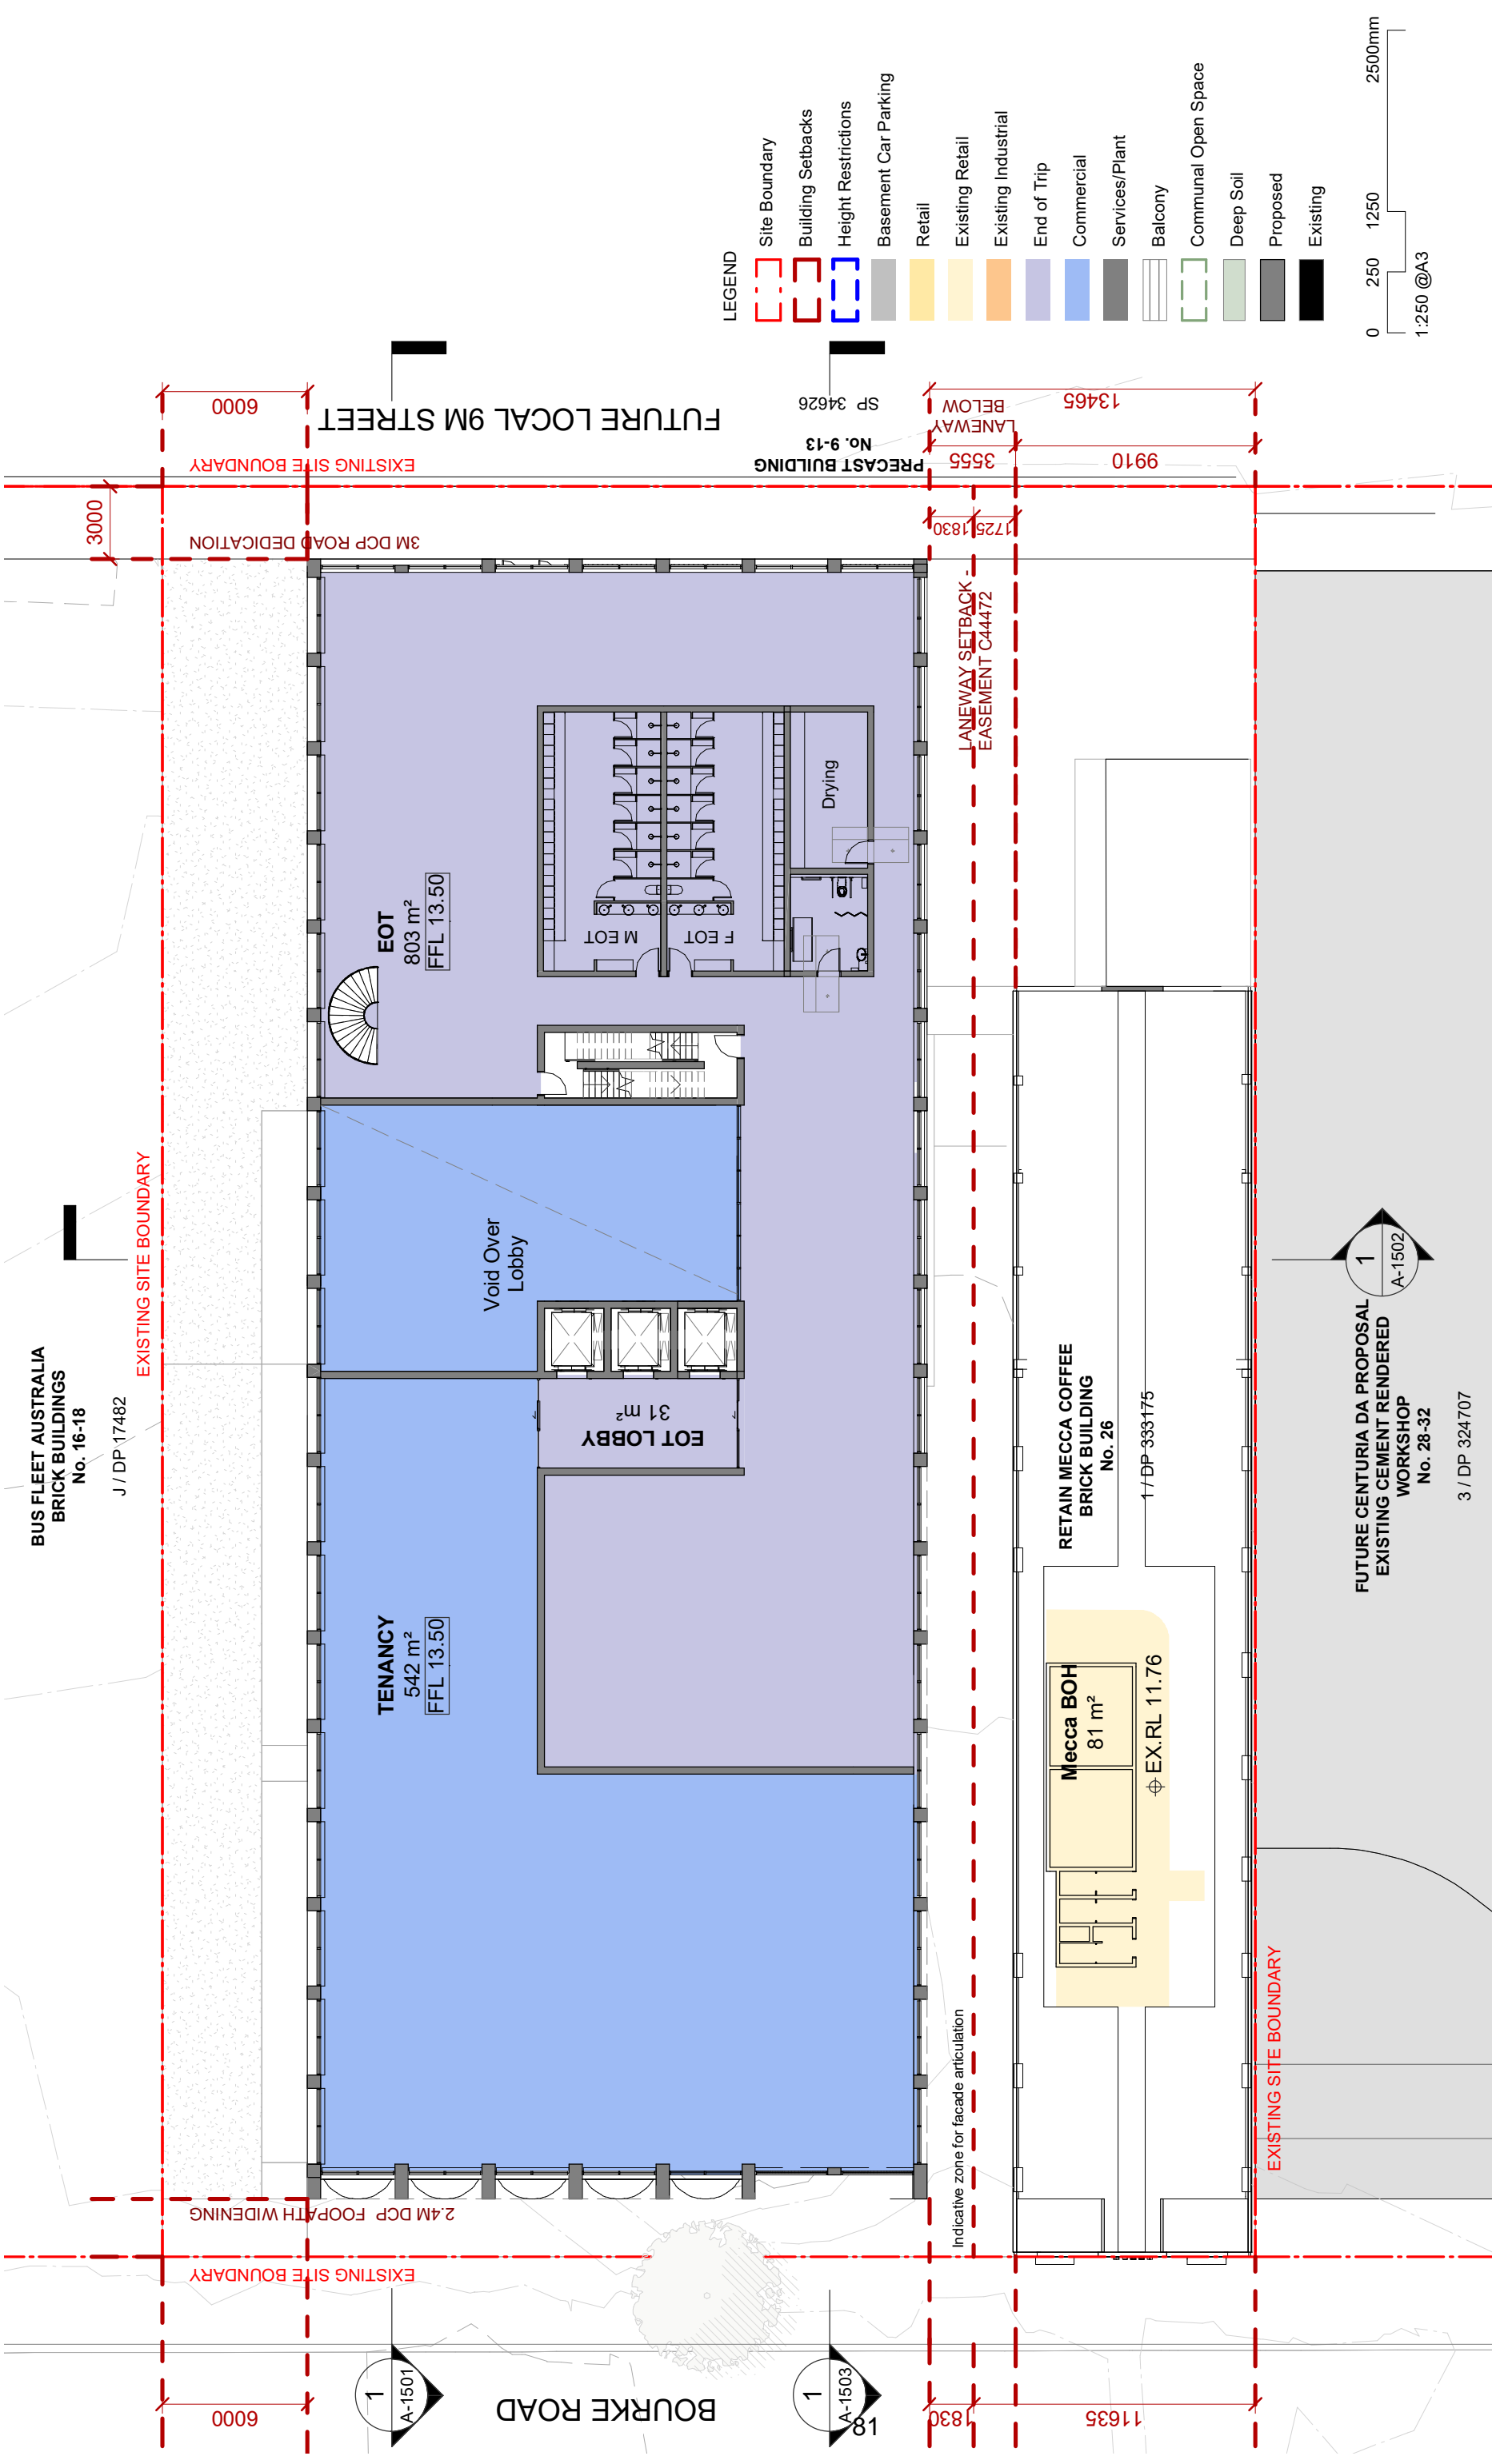 BUS FLEET AUSTRALIA
BRICK BUILDINGS
No. 16-18
J / DP 17482
EXISTING SITE BOUNDARY
6000
3000
6000
EXISTING SITE BOUNDARY
3M DCP ROAD DEDICATION
FUTURE LOCAL 9M STREET
SP 34626
PRECAST BUILDING
No. 9-13
LANEWAY
BELOW
13465
3555
9910
1830
1725
LANEWAY SETBACK -
EASEMENT C44472
LEGEND
Site Boundary
Building Setbacks
Height Restrictions
Basement Car Parking
Retail
Existing Retail
Existing Industrial
End of Trip
Commercial
Services/Plant
Balcony
Communal Open Space
Deep Soil
Proposed
Existing
0 250 1250 2500mm
1:250 @A3
EOT
803 m²
FFL 13.50
M EOT
F EOT
Drying
Void Over
Lobby
EOT LOBBY
31 m²
TENANCY
542 m²
FFL 13.50
RETAIN MECCA COFFEE
BRICK BUILDING
No. 26
1 / DP 333175
Mecca BOH
81 m²
EX.RL 11.76
FUTURE CENTURIA DA PROPOSAL
EXISTING CEMENT RENDERED
WORKSHOP
No. 28-32
3 / DP 324707
1
A-1502
EXISTING SITE BOUNDARY
Indicative zone for facade articulation
2.4M DCP FOOPATH WIDENING
EXISTING SITE BOUNDARY
BOURKE ROAD
1
A-1501
1
A-1503
81
1830
11635